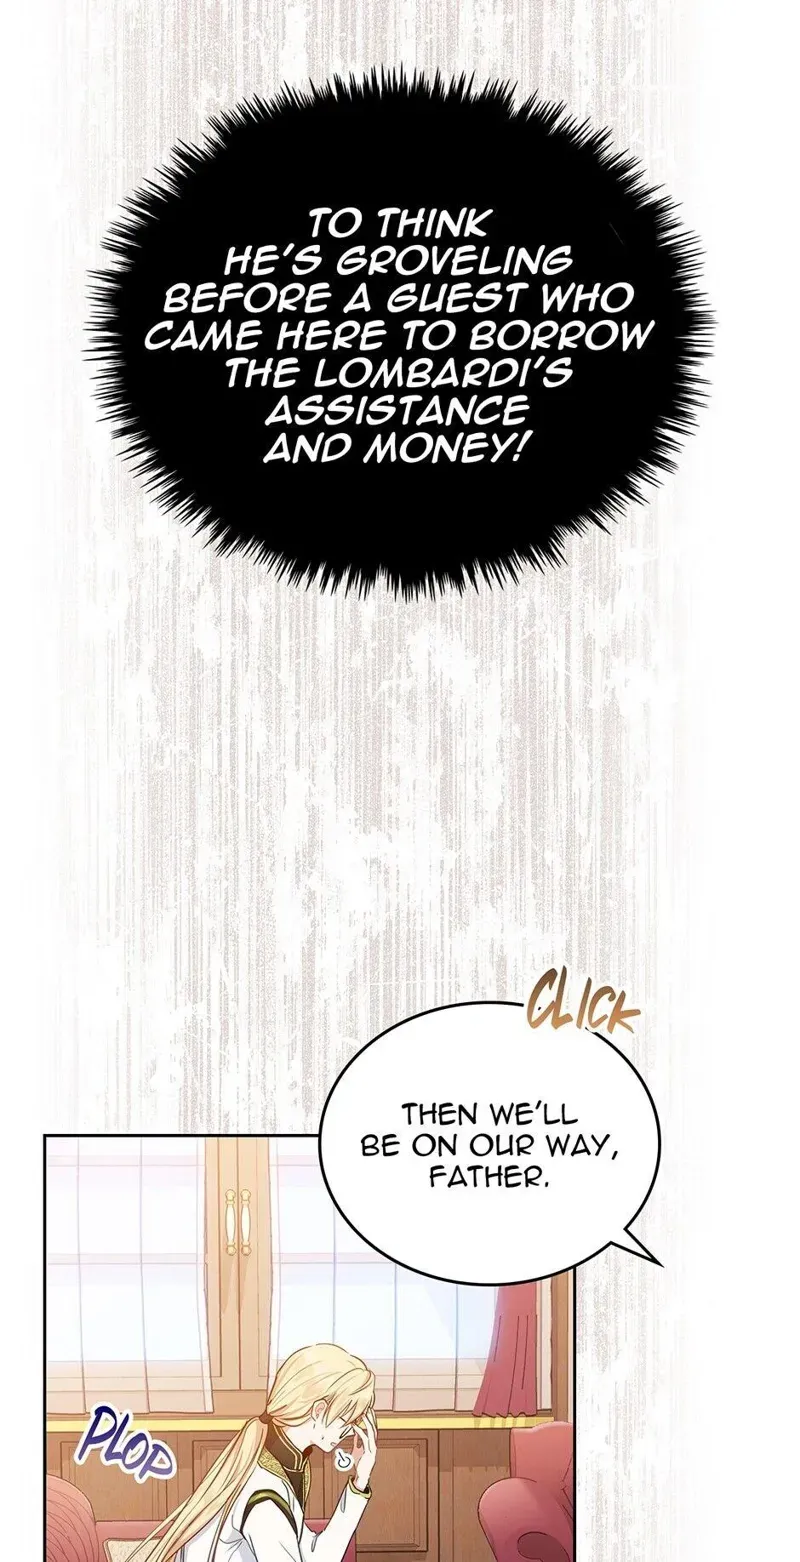 TO THINK
HE'S GROVELING
BEFORE A GUEST WHO
CAME HERE TO BORROW
THE LOMBARDI'S
ASSISTANCE
AND MONEY!
CLICK
THEN WE'LL
BE ON OUR WAY,
FATHER.
PLOP